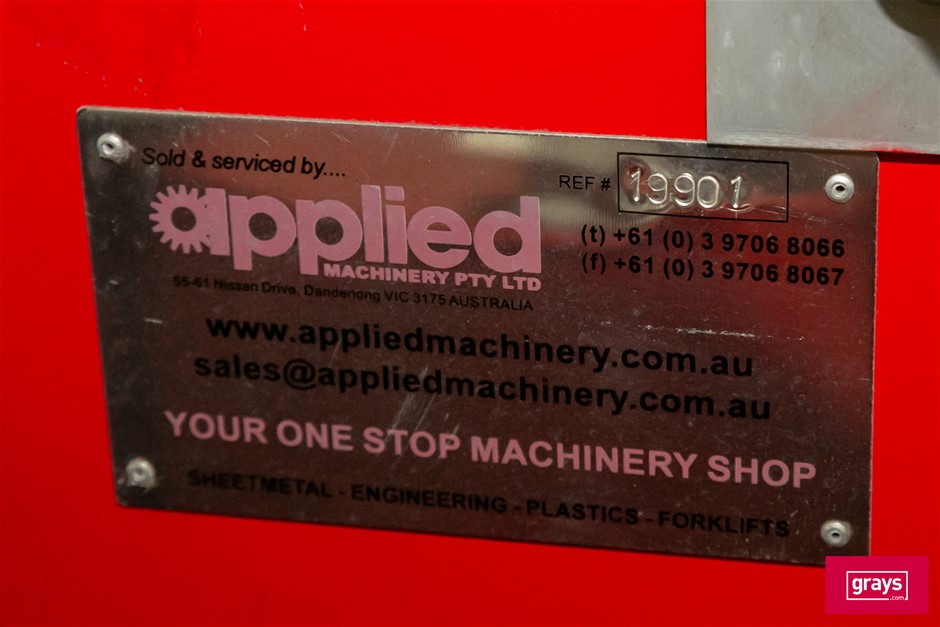 Sold & serviced by....
applied
MACHINERY PTY LTD
55-61 Nissan Drive, Dandenong VIC 3175 AUSTRALIA
REF # 19901
(t) +61 (0) 3 9706 8066
(f) +61 (0) 3 9706 8067
www.appliedmachinery.com.au
sales@appliedmachinery.com.au
YOUR ONE STOP MACHINERY SHOP
SHEETMETAL - ENGINEERING - PLASTICS - FORKLIFTS
grays
.com